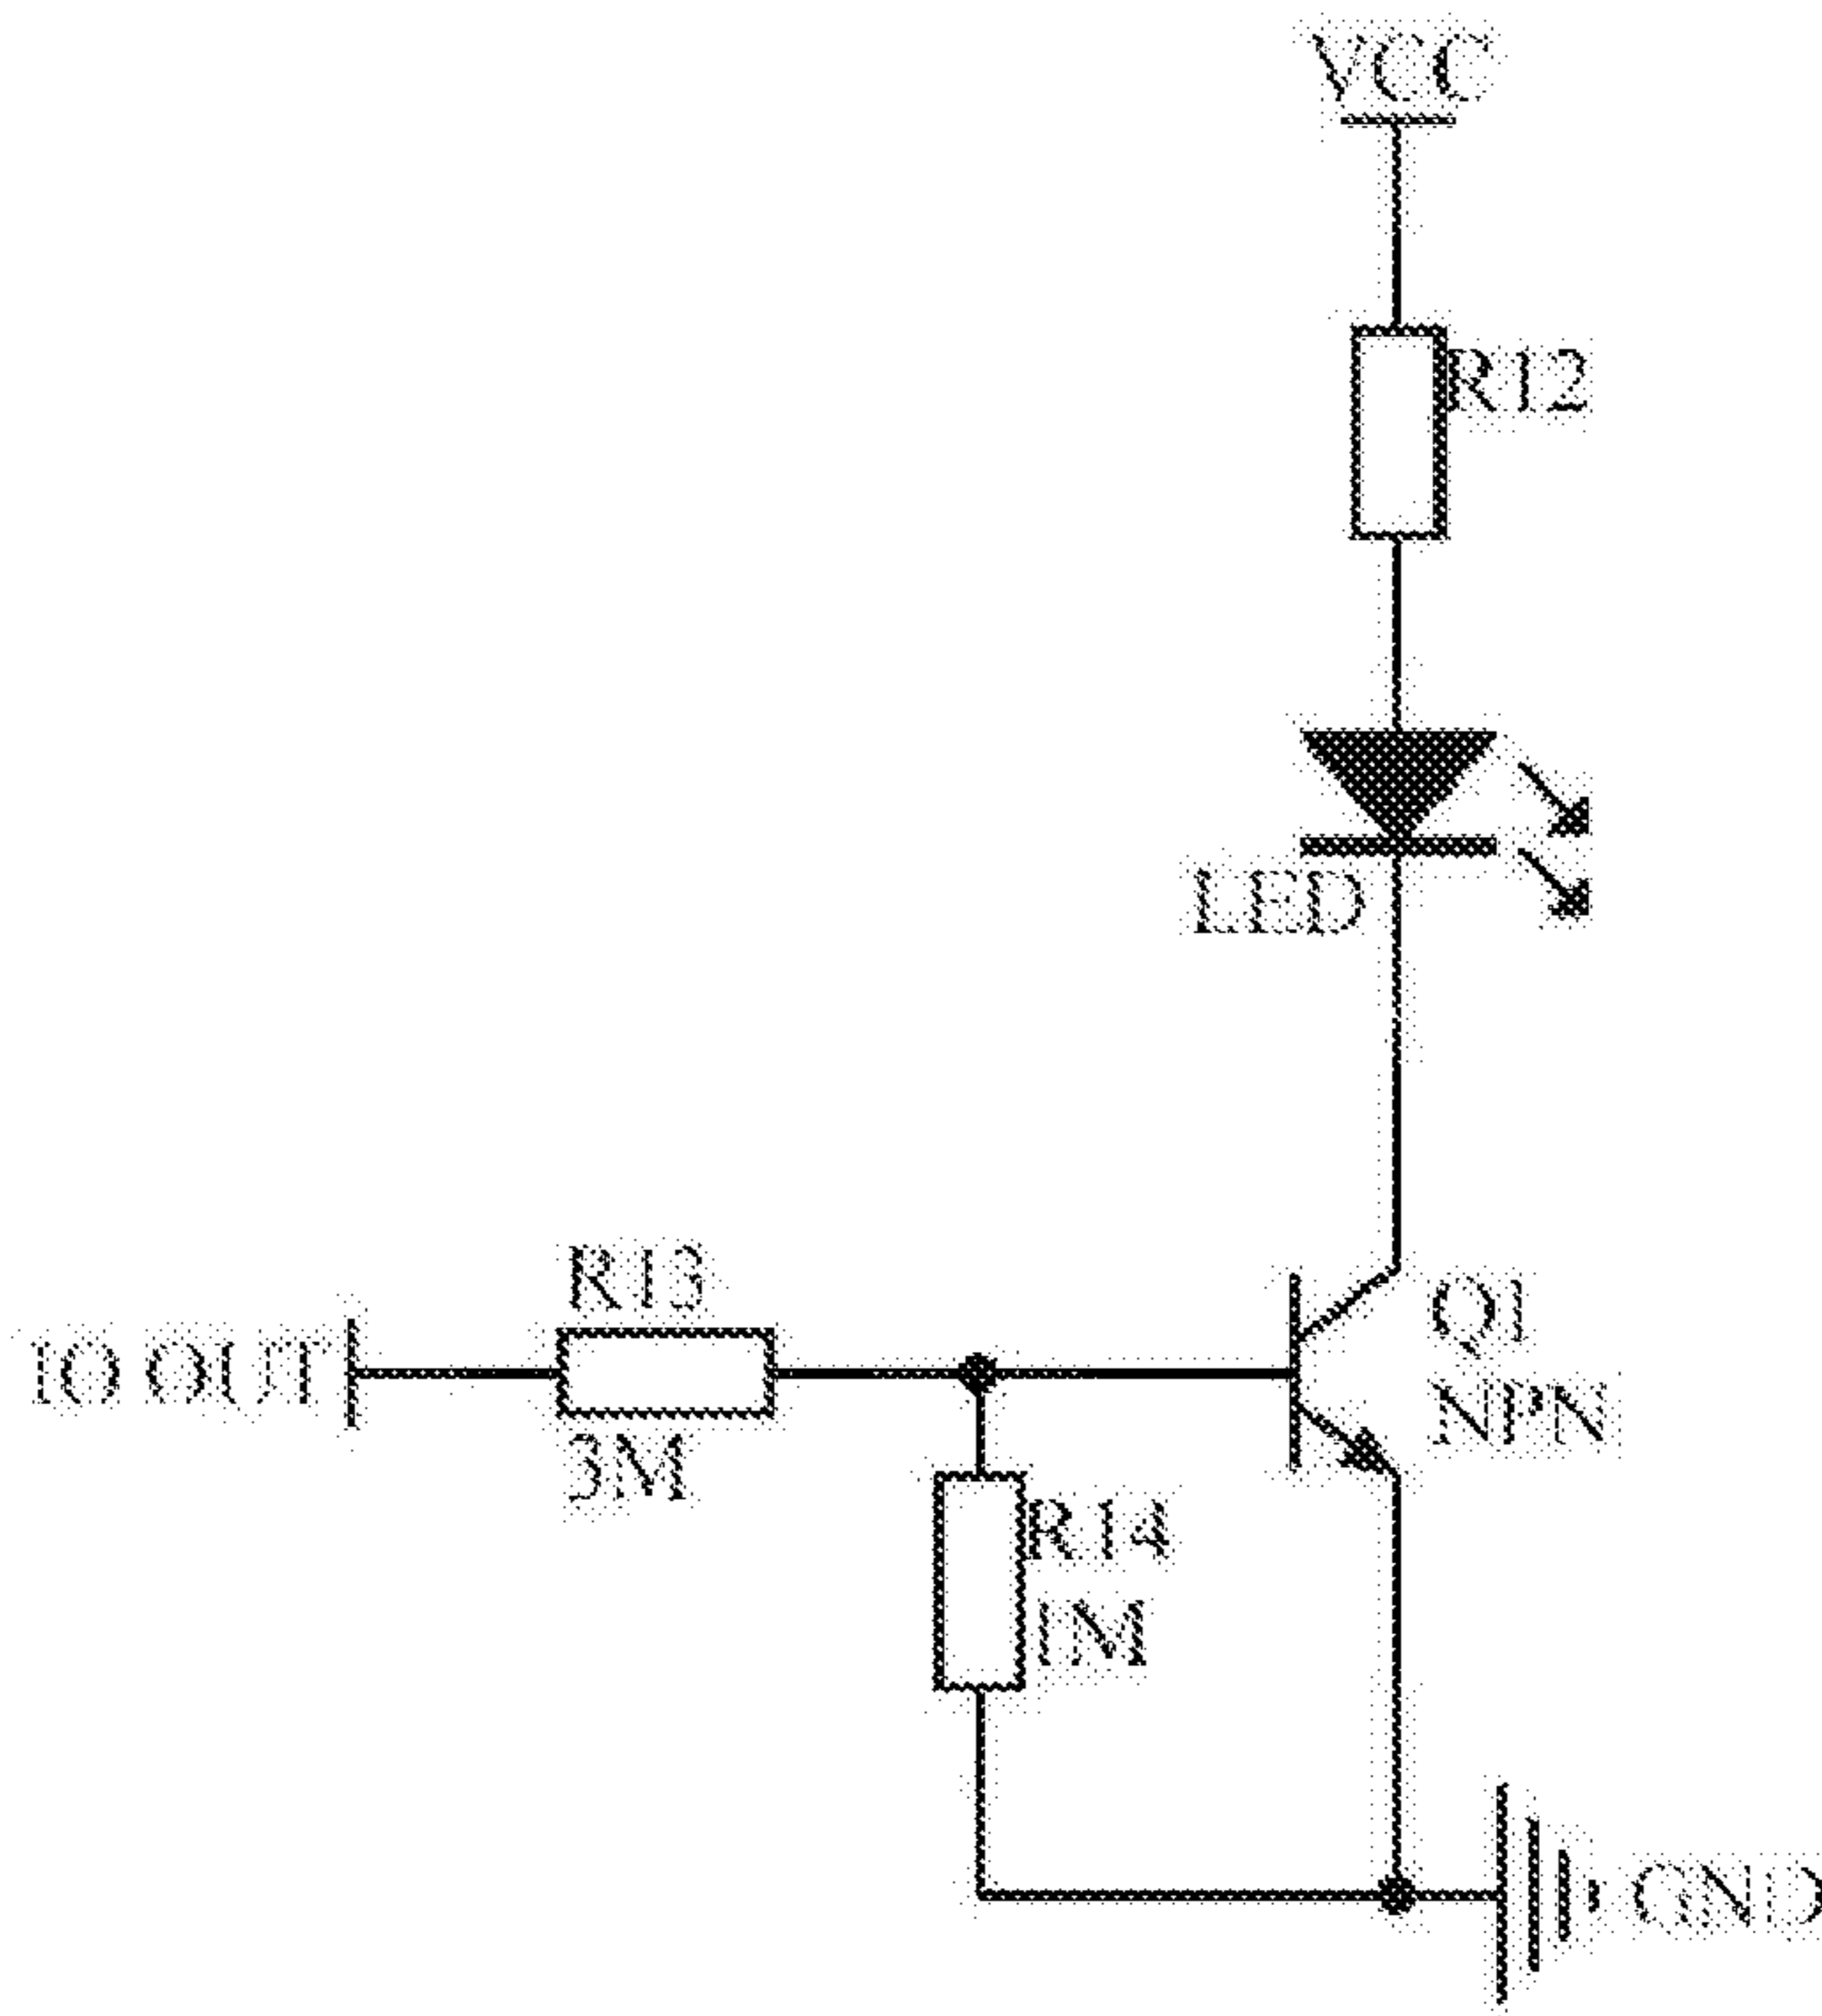 VCC
R12
LED
R13
IO OUT
3M
Q1
NPN
R14
1M
GND